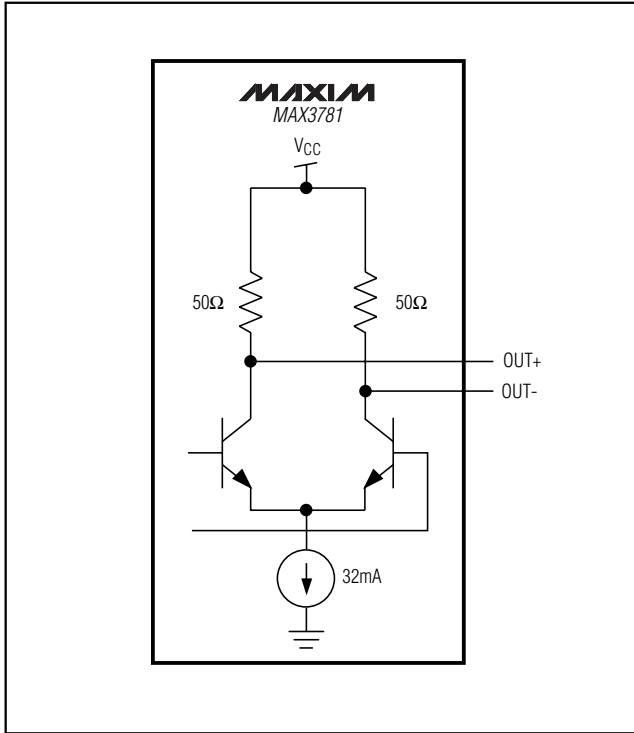 MAXIM
MAX3781
VCC
50Ω 50Ω
OUT+
OUT-
32mA